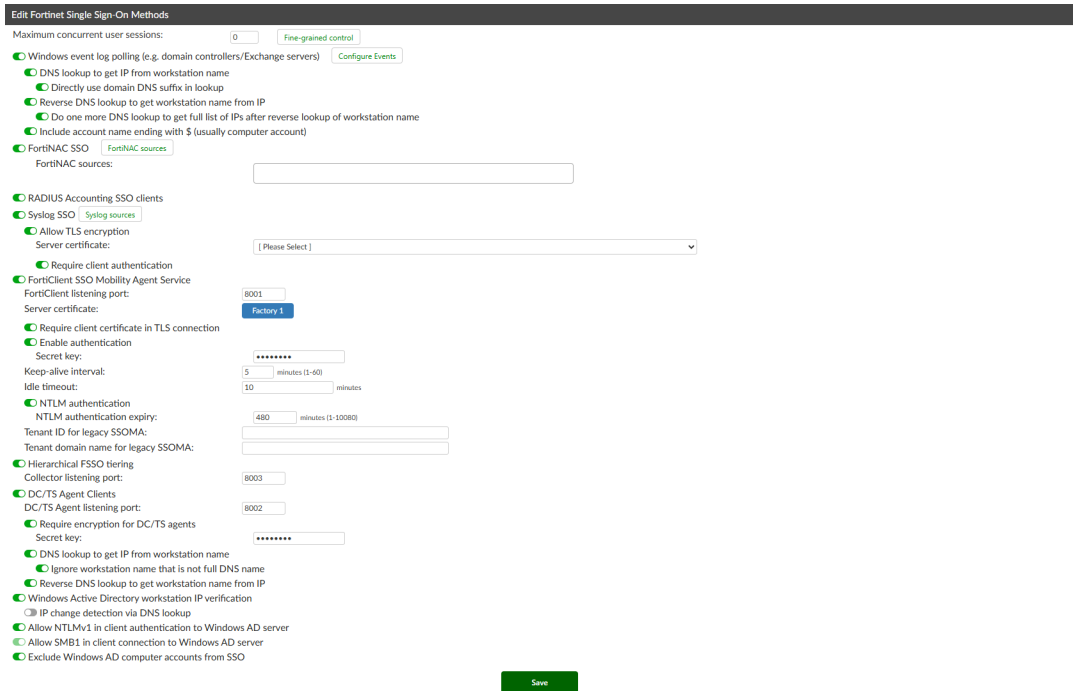 Edit Fortinet Single Sign-On Methods
Maximum concurrent user sessions: 0 Fine-grained control
Windows event log polling (e.g. domain controllers/Exchange servers) Configure Events
DNS lookup to get IP from workstation name
Directly use domain DNS suffix in lookup
Reverse DNS lookup to get workstation name from IP
Do one more DNS lookup to get full list of IPs after reverse lookup of workstation name
Include account name ending with $ (usually computer account)
FortiNAC SSO FortiNAC sources
FortiNAC sources:
RADIUS Accounting SSO clients
Syslog SSO Syslog sources
Allow TLS encryption
Server certificate: [ Please Select ]
Require client authentication
FortiClient SSO Mobility Agent Service
FortiClient listening port: 8001
Server certificate: Factory 1
Require client certificate in TLS connection
Enable authentication
Secret key: ••••••••
Keep-alive interval: 5 minutes (1-60)
Idle timeout: 10 minutes
NTLM authentication
NTLM authentication expiry: 480 minutes (1-10080)
Tenant ID for legacy SSOMA:
Tenant domain name for legacy SSOMA:
Hierarchical FSSO tiering
Collector listening port: 8003
DC/TS Agent Clients
DC/TS Agent listening port: 8002
Require encryption for DC/TS agents
Secret key: ••••••••
DNS lookup to get IP from workstation name
Ignore workstation name that is not full DNS name
Reverse DNS lookup to get workstation name from IP
Windows Active Directory workstation IP verification
IP change detection via DNS lookup
Allow NTLMv1 in client authentication to Windows AD server
Allow SMB1 in client connection to Windows AD server
Exclude Windows AD computer accounts from SSO
Save